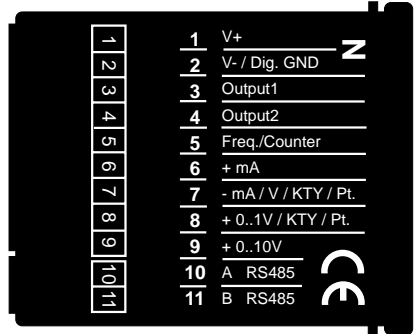 1 1 V+
2 2 V- / Dig. GND
3 3 Output1
4 4 Output2
5 5 Freq./Counter
6 6 + mA
7 7 - mA / V / KTY / Pt.
8 8 + 0..1V / KTY / Pt.
9 9 + 0..10V
10 10 A RS485
11 11 B RS485
N
CE